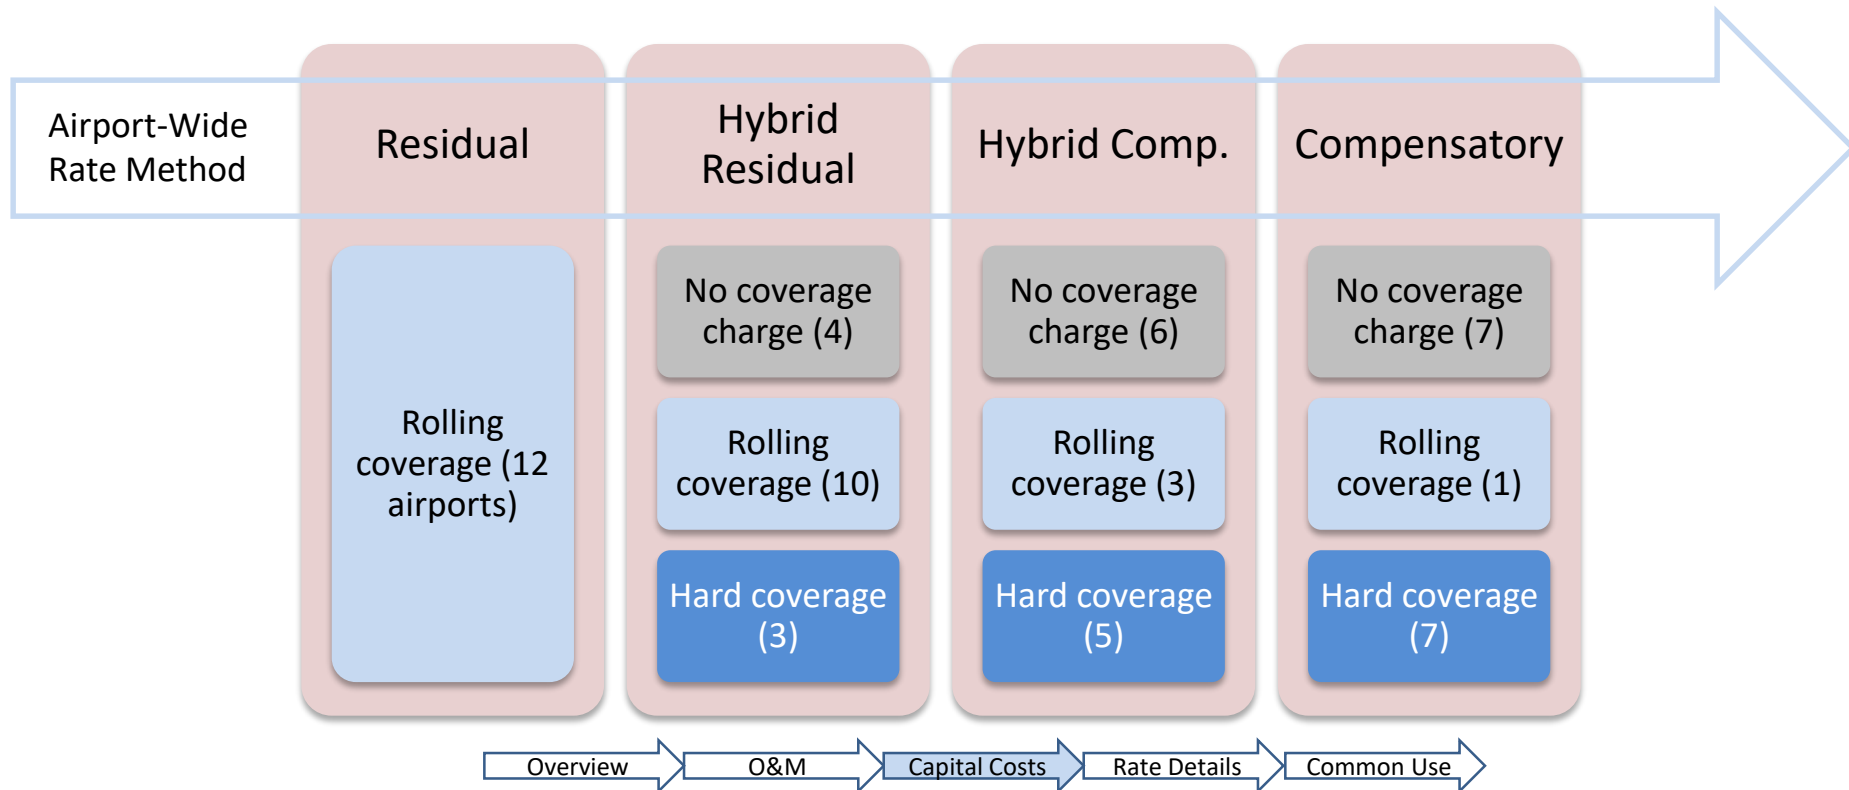 Airport-Wide
Rate Method
Residual
Hybrid
Residual
Hybrid Comp.
Compensatory
Rolling
coverage (12
airports)
No coverage
charge (4)
Rolling
coverage (10)
Hard coverage
(3)
No coverage
charge (6)
Rolling
coverage (3)
Hard coverage
(5)
No coverage
charge (7)
Rolling
coverage (1)
Hard coverage
(7)
Overview
O&M
Capital Costs
Rate Details
Common Use